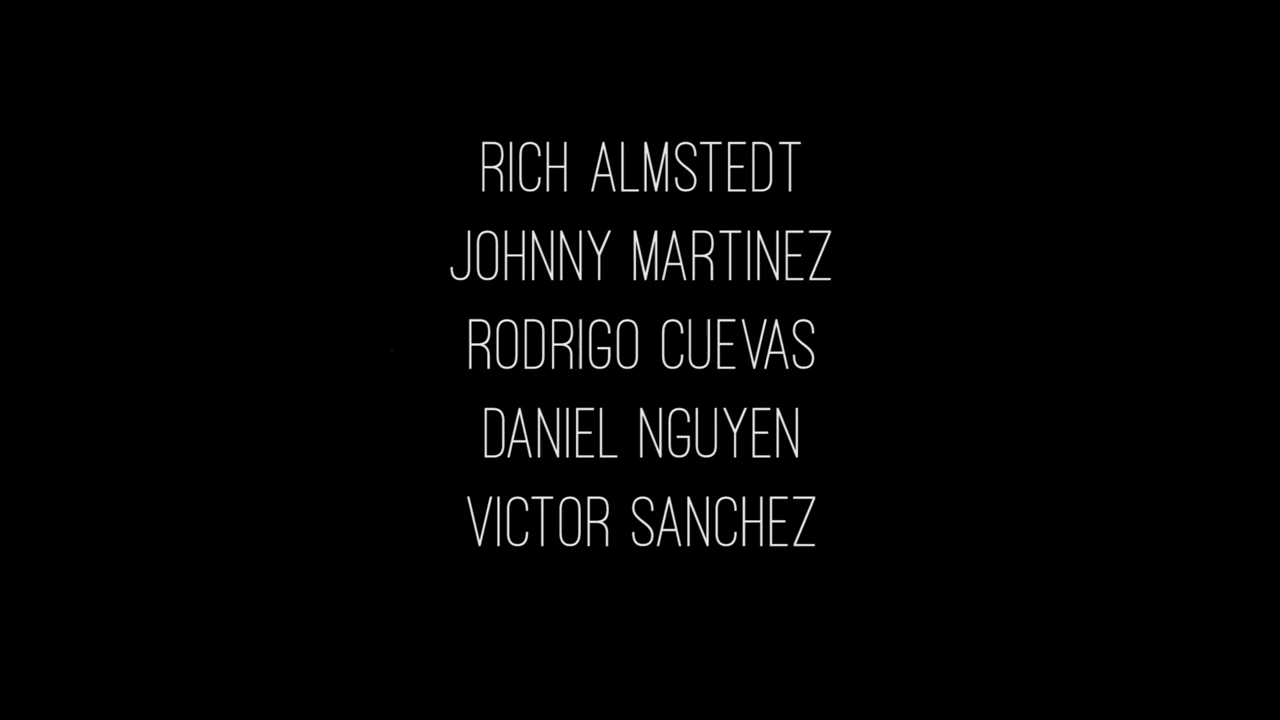 RICH ALMSTEDT
JOHNNY MARTINEZ
RODRIGO CUEVAS
DANIEL NGUYEN
VICTOR SANCHEZ